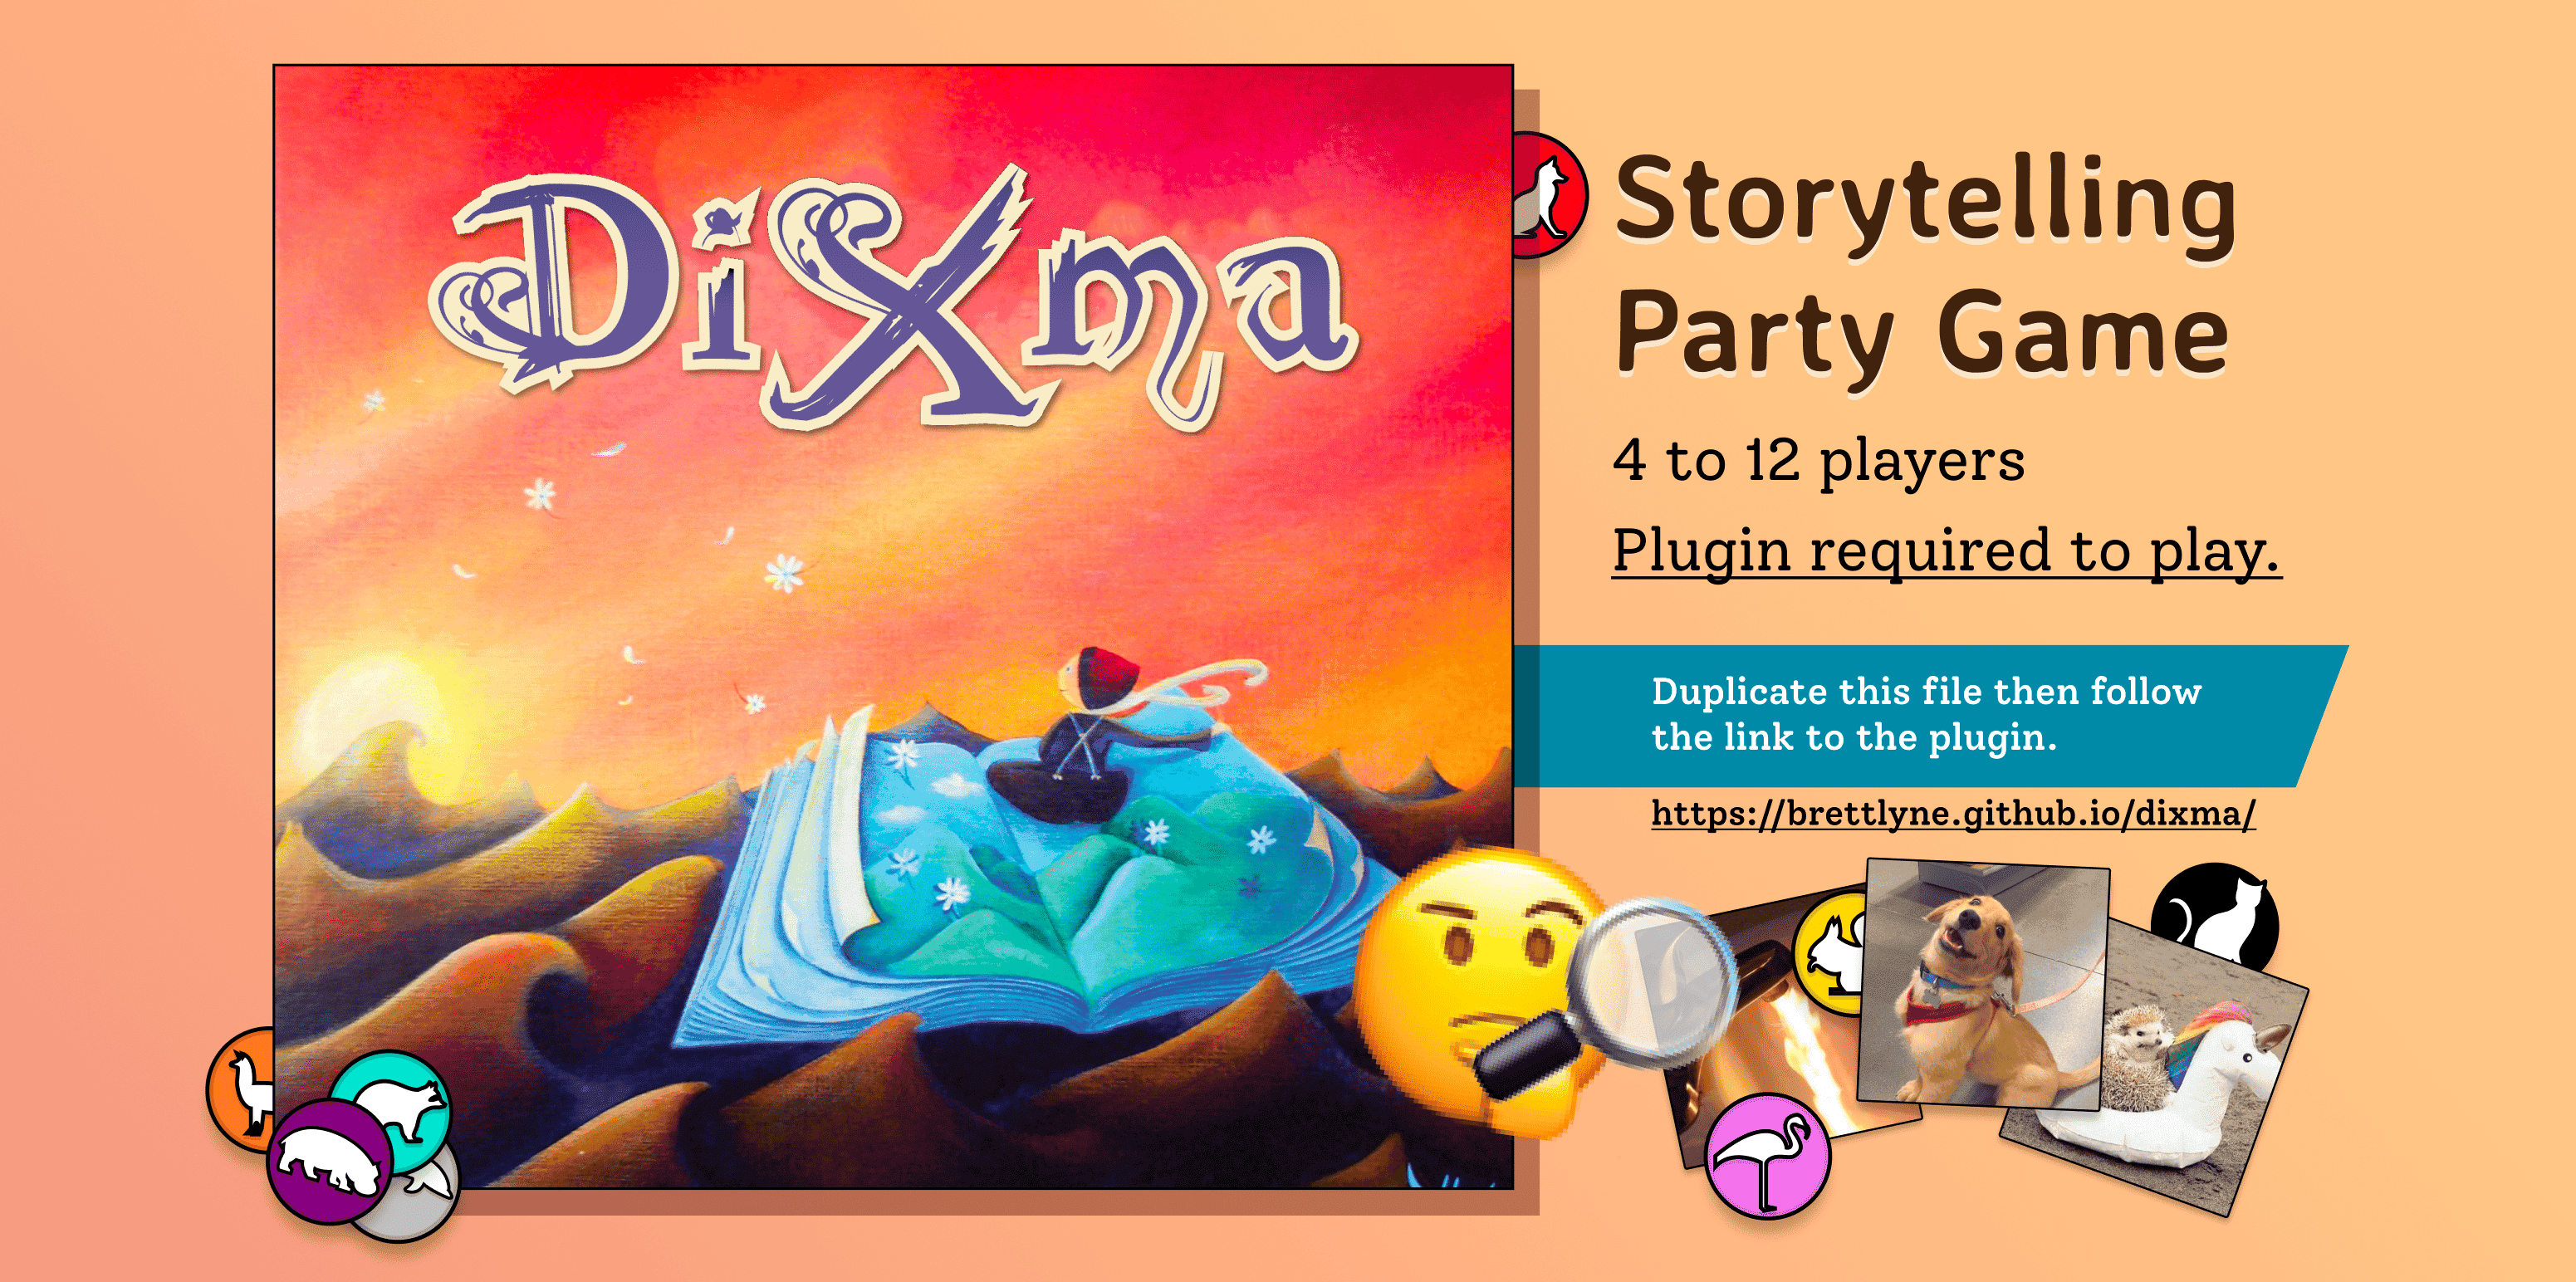 DiXma
Storytelling
Party Game
4 to 12 players
Plugin required to play.
Duplicate this file then follow
the link to the plugin.
https://brettlyne.github.io/dixma/